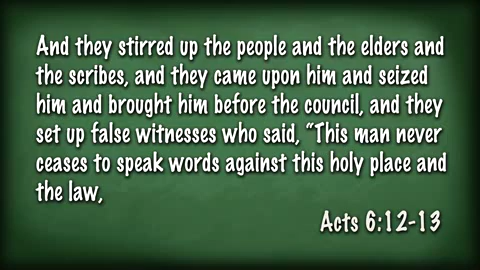 And they stirred up the people and the elders and
the scribes, and they came upon him and seized
him and brought him before the council, and they
set up false witnesses who said, “This man never
ceases to speak words against this holy place and
the law,
Acts 6:12-13